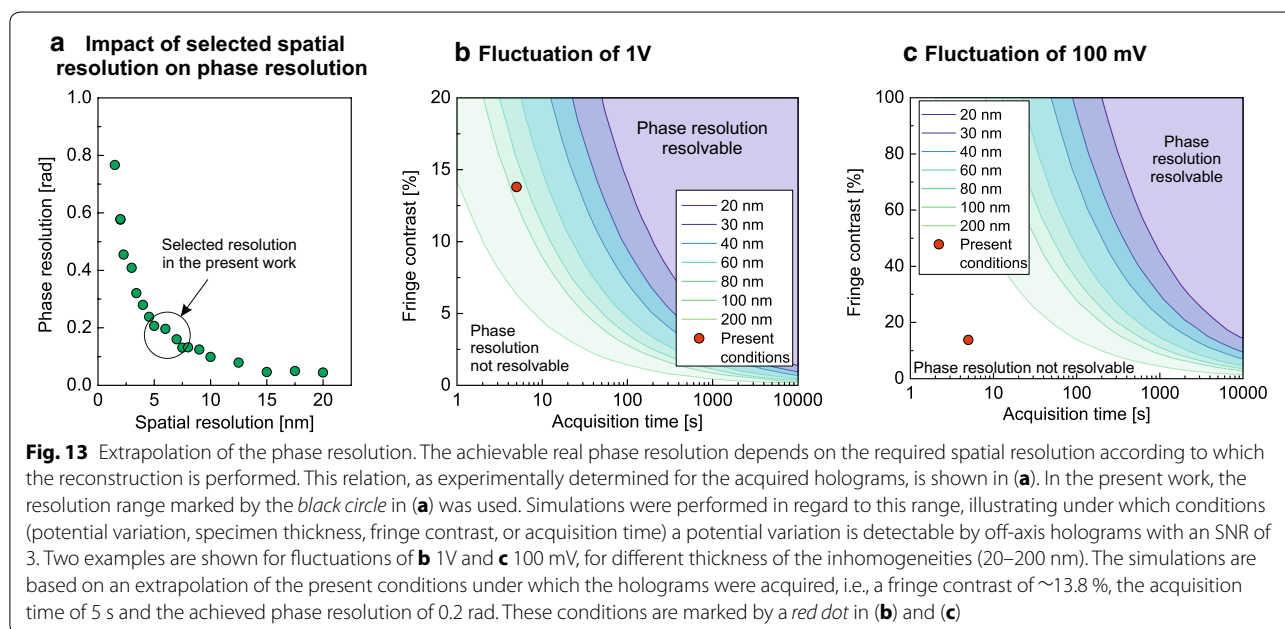 a Impact of selected spatial
resolution on phase resolution
1.0
0.8
0.6
0.4
0.2
0.0
Phase resolution [rad]
Selected resolution
in the present work
0 5 10 15 20
Spatial resolution [nm]
b Fluctuation of 1V
20
15
10
5
0
Fringe contrast [%]
Phase resolution
resolvable
20 nm
30 nm
40 nm
60 nm
80 nm
100 nm
200 nm
Present
conditions
Phase
resolution
not resolvable
1 10 100 1000 10000
Acquisition time [s]
c Fluctuation of 100 mV
100
80
60
40
20
0
Fringe contrast [%]
20 nm
30 nm
40 nm
60 nm
80 nm
100 nm
200 nm
Present
conditions
Phase
resolution
resolvable
Phase resolution not resolvable
1 10 100 1000 10000
Acquisition time [s]
Fig. 13 Extrapolation of the phase resolution. The achievable real phase resolution depends on the required spatial resolution according to which
the reconstruction is performed. This relation, as experimentally determined for the acquired holograms, is shown in (a). In the present work, the
resolution range marked by the black circle in (a) was used. Simulations were performed in regard to this range, illustrating under which conditions
(potential variation, specimen thickness, fringe contrast, or acquisition time) a potential variation is detectable by off-axis holograms with an SNR of
3. Two examples are shown for fluctuations of b 1V and c 100 mV, for different thickness of the inhomogeneities (20–200 nm). The simulations are
based on an extrapolation of the present conditions under which the holograms were acquired, i.e., a fringe contrast of ~13.8 %, the acquisition
time of 5 s and the achieved phase resolution of 0.2 rad. These conditions are marked by a red dot in (b) and (c)